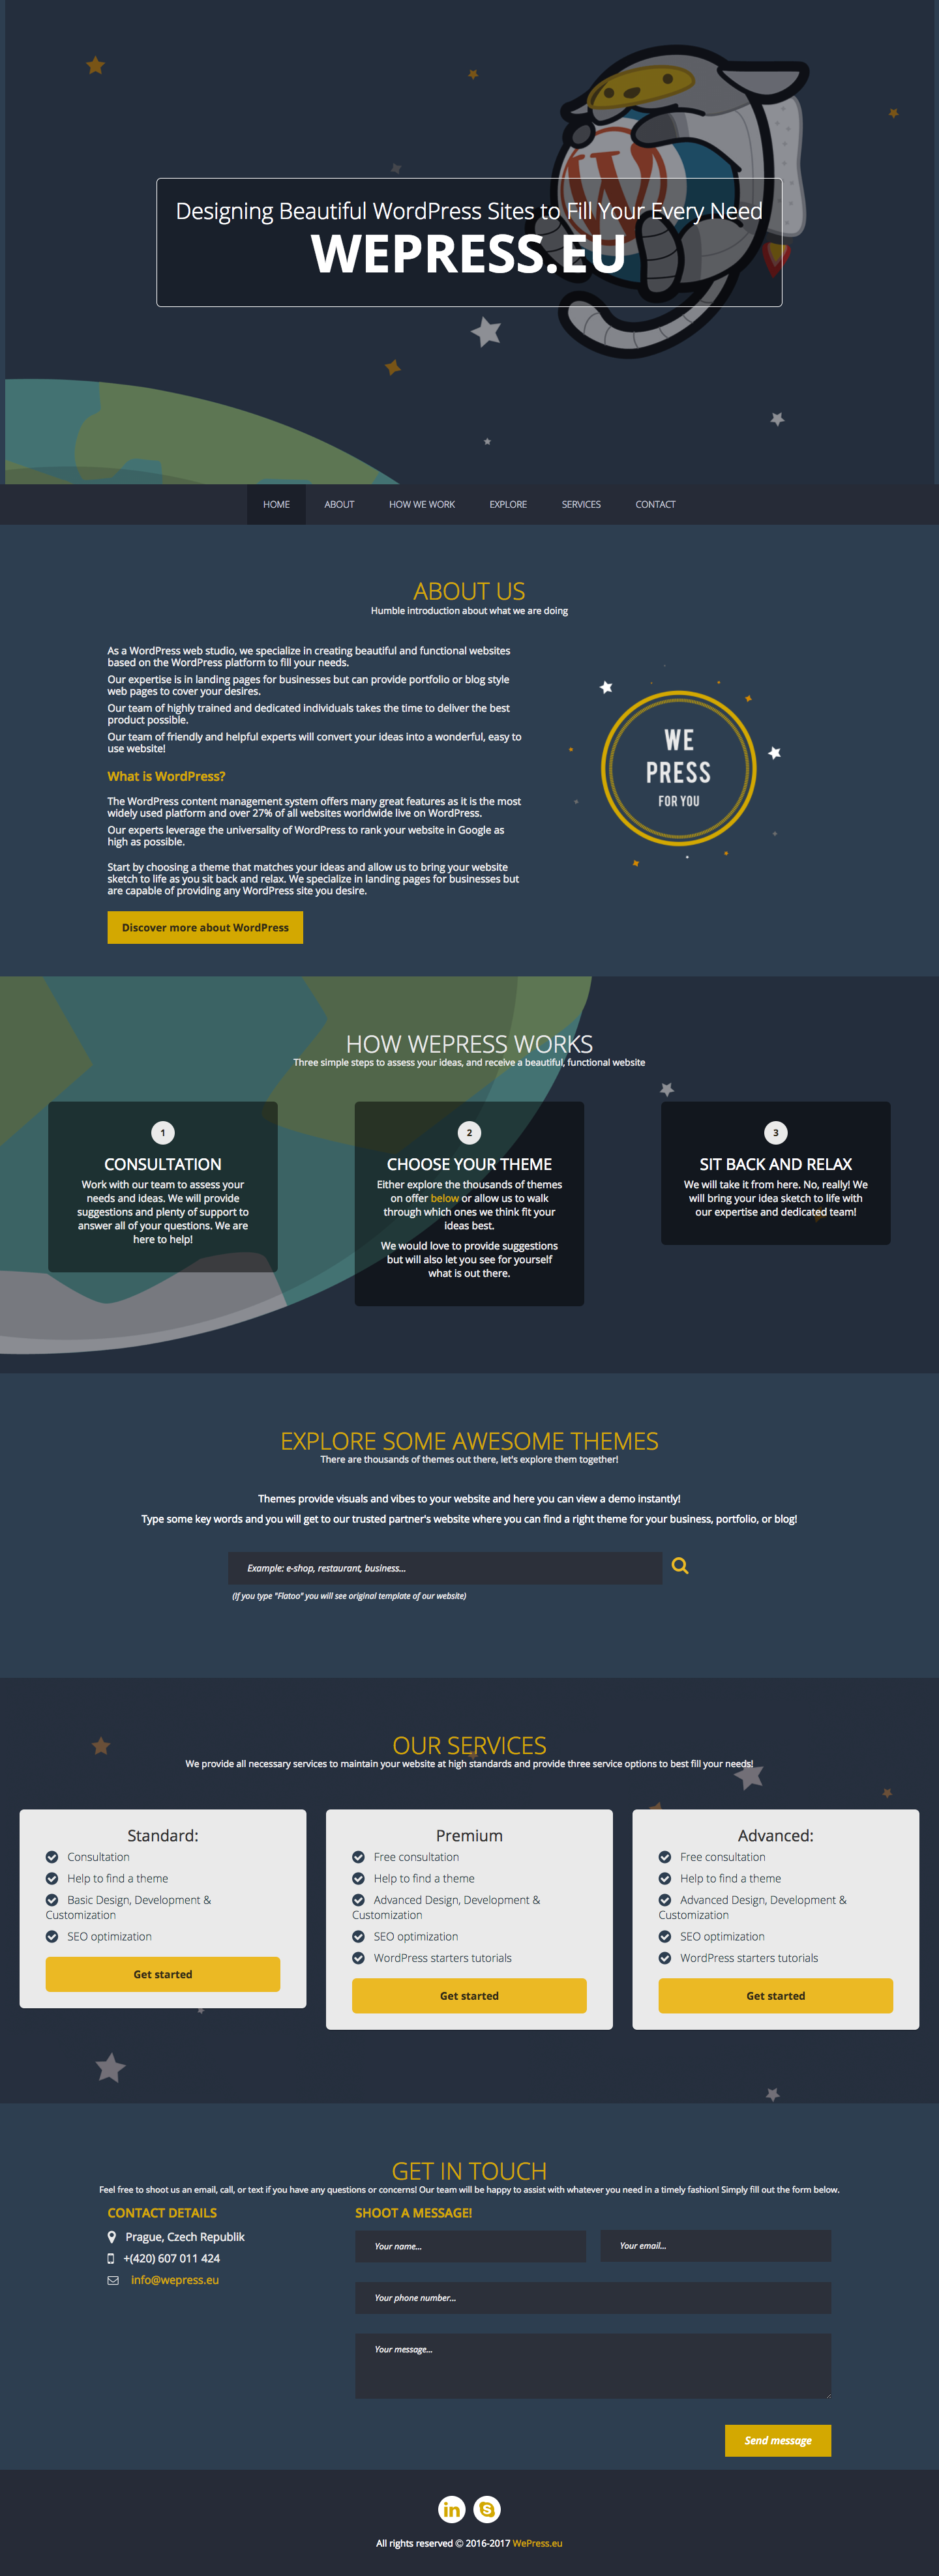 Designing Beautiful WordPress Sites to Fill Your Every Need
WEPRESS.EU
HOME
ABOUT
HOW WE WORK
EXPLORE
SERVICES
CONTACT
ABOUT US
Humble introduction about what we are doing
As a WordPress web studio, we specialize in creating beautiful and functional websites
based on the WordPress platform to fill your needs.
Our expertise is in landing pages for businesses but can provide portfolio or blog style
web pages to cover your desires.
Our team of highly trained and dedicated individuals takes the time to deliver the best
product possible.
Our team of friendly and helpful experts will convert your ideas into a wonderful, easy to
use website!
What is WordPress?
The WordPress content management system offers many great features as it is the most
widely used platform and over 27% of all websites worldwide live on WordPress.
Our experts leverage the universality of WordPress to rank your website in Google as
high as possible.
Start by choosing a theme that matches your ideas and allow us to bring your website
sketch to life as you sit back and relax. We specialize in landing pages for businesses but
are capable of providing any WordPress site you desire.
Discover more about WordPress
WE
PRESS
FOR YOU
HOW WEPRESS WORKS
Three simple steps to assess your ideas, and receive a beautiful, functional website
1
CONSULTATION
Work with our team to assess your
needs and ideas. We will provide
suggestions and plenty of support to
answer all of your questions. We are
here to help!
2
CHOOSE YOUR THEME
Either explore the thousands of themes
on offer below or allow us to walk
through which ones we think fit your
ideas best.
We would love to provide suggestions
but will also let you see for yourself
what is out there.
3
SIT BACK AND RELAX
We will take it from here. No, really! We
will bring your idea sketch to life with
our expertise and dedicated team!
EXPLORE SOME AWESOME THEMES
There are thousands of themes out there, let's explore them together!
Themes provide visuals and vibes to your website and here you can view a demo instantly!
Type some key words and you will get to our trusted partner's website where you can find a right theme for your business, portfolio, or blog!
Example: e-shop, restaurant, business...
(If you type "Flatoo" you will see original template of our website)
OUR SERVICES
We provide all necessary services to maintain your website at high standards and provide three service options to best fill your needs!
Standard:
Consultation
Help to find a theme
Basic Design, Development &
Customization
SEO optimization
Get started
Premium
Free consultation
Help to find a theme
Advanced Design, Development &
Customization
SEO optimization
WordPress starters tutorials
Get started
Advanced:
Free consultation
Help to find a theme
Advanced Design, Development &
Customization
SEO optimization
WordPress starters tutorials
Get started
GET IN TOUCH
Feel free to shoot us an email, call, or text if you have any questions or concerns! Our team will be happy to assist with whatever you need in a timely fashion! Simply fill out the form below.
CONTACT DETAILS
Prague, Czech Republik
+(420) 607 011 424
info@wepress.eu
SHOOT A MESSAGE!
Your name...
Your email...
Your phone number...
Your message...
Send message
in
S
All rights reserved © 2016-2017 WePress.eu